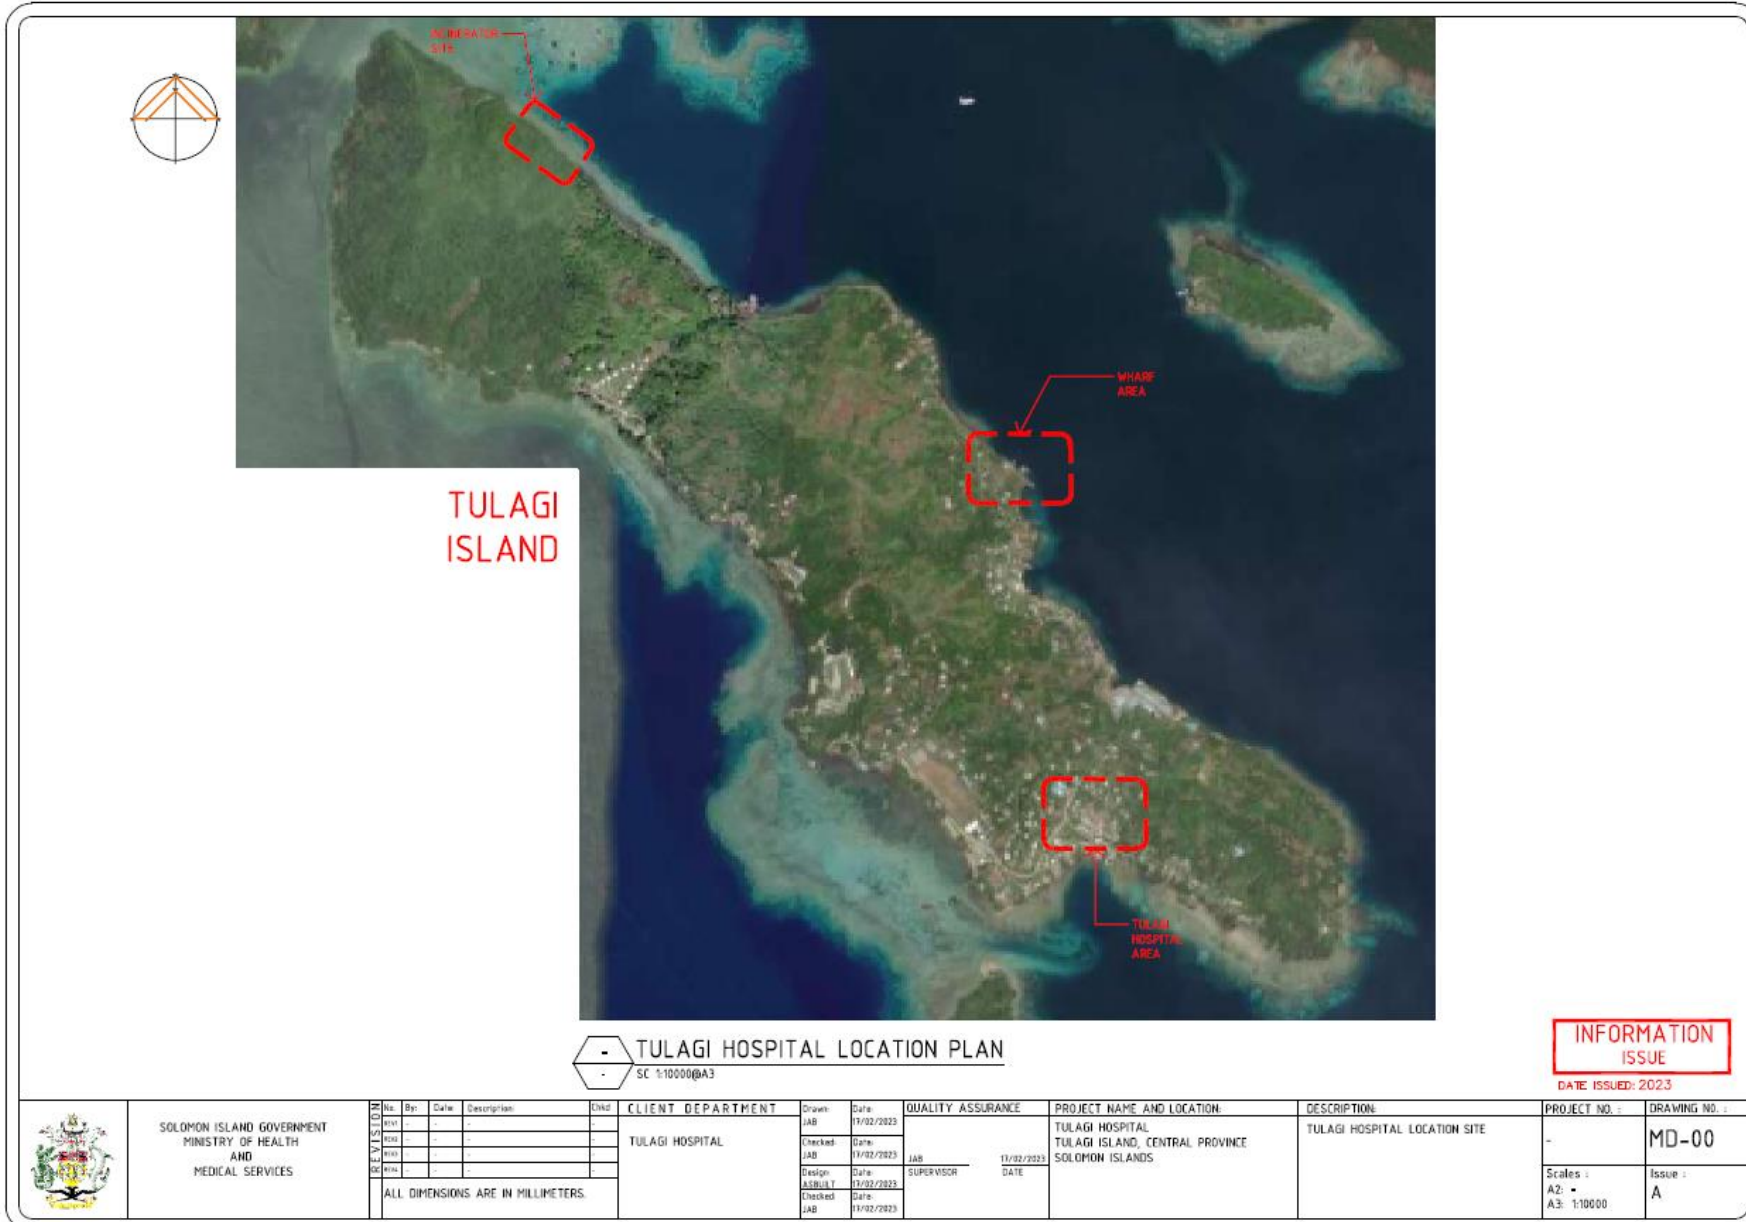 INCINERATOR
SITE
WHARF
AREA
TULAGI
ISLAND
TULAGI
HOSPITAL
AREA
-
-
TULAGI HOSPITAL LOCATION PLAN
SC 1:10000@A3
INFORMATION
ISSUE
DATE ISSUED: 2023
SOLOMON ISLAND GOVERNMENT
MINISTRY OF HEALTH
AND
MEDICAL SERVICES
REVISION
No. By: Date: Description: Chkd
REV1 - - - -
REV2 - - - -
REV3 - - - -
REV4 - - - -
ALL DIMENSIONS ARE IN MILLIMETERS.
CLIENT DEPARTMENT
TULAGI HOSPITAL
Drawn: Date:
JAB 17/02/2023
Checked: Date:
JAB 17/02/2023
Design: Date:
ASBUILT 17/02/2023
Checked: Date:
JAB 17/02/2023
QUALITY ASSURANCE
JAB 17/02/2023
SUPERVISOR DATE
PROJECT NAME AND LOCATION:
TULAGI HOSPITAL
TULAGI ISLAND, CENTRAL PROVINCE
SOLOMON ISLANDS
DESCRIPTION:
TULAGI HOSPITAL LOCATION SITE
PROJECT NO. :
-
DRAWING NO. :
MD-00
Scales :
A2: -
A3: 1:10000
Issue :
A